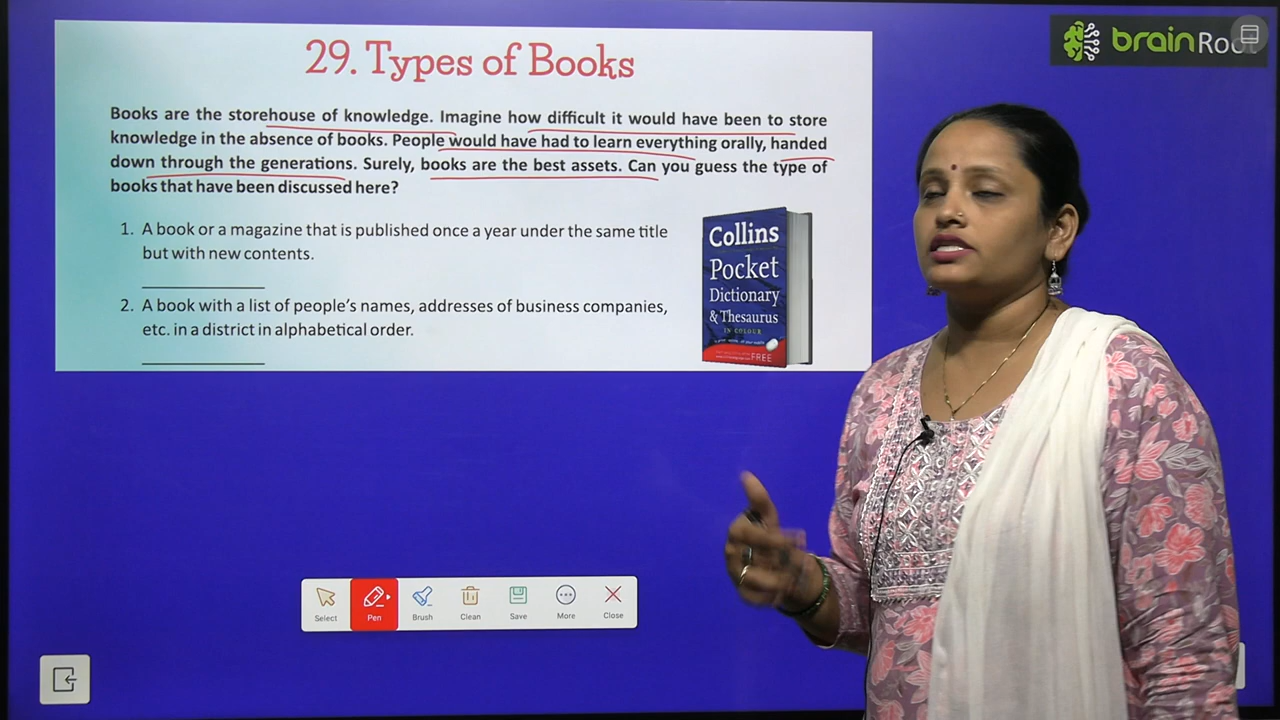 brainRoot
29. Types of Books
Books are the storehouse of knowledge. Imagine how difficult it would have been to store
knowledge in the absence of books. People would have had to learn everything orally, handed
down through the generations. Surely, books are the best assets. Can you guess the type of
books that have been discussed here?
1. A book or a magazine that is published once a year under the same title
but with new contents.
2. A book with a list of people's names, addresses of business companies,
etc. in a district in alphabetical order.
Collins
Pocket
Dictionary
& Thesaurus
IN COLOUR
FREE
Select
Pen
Brush
Clean
Save
More
Close